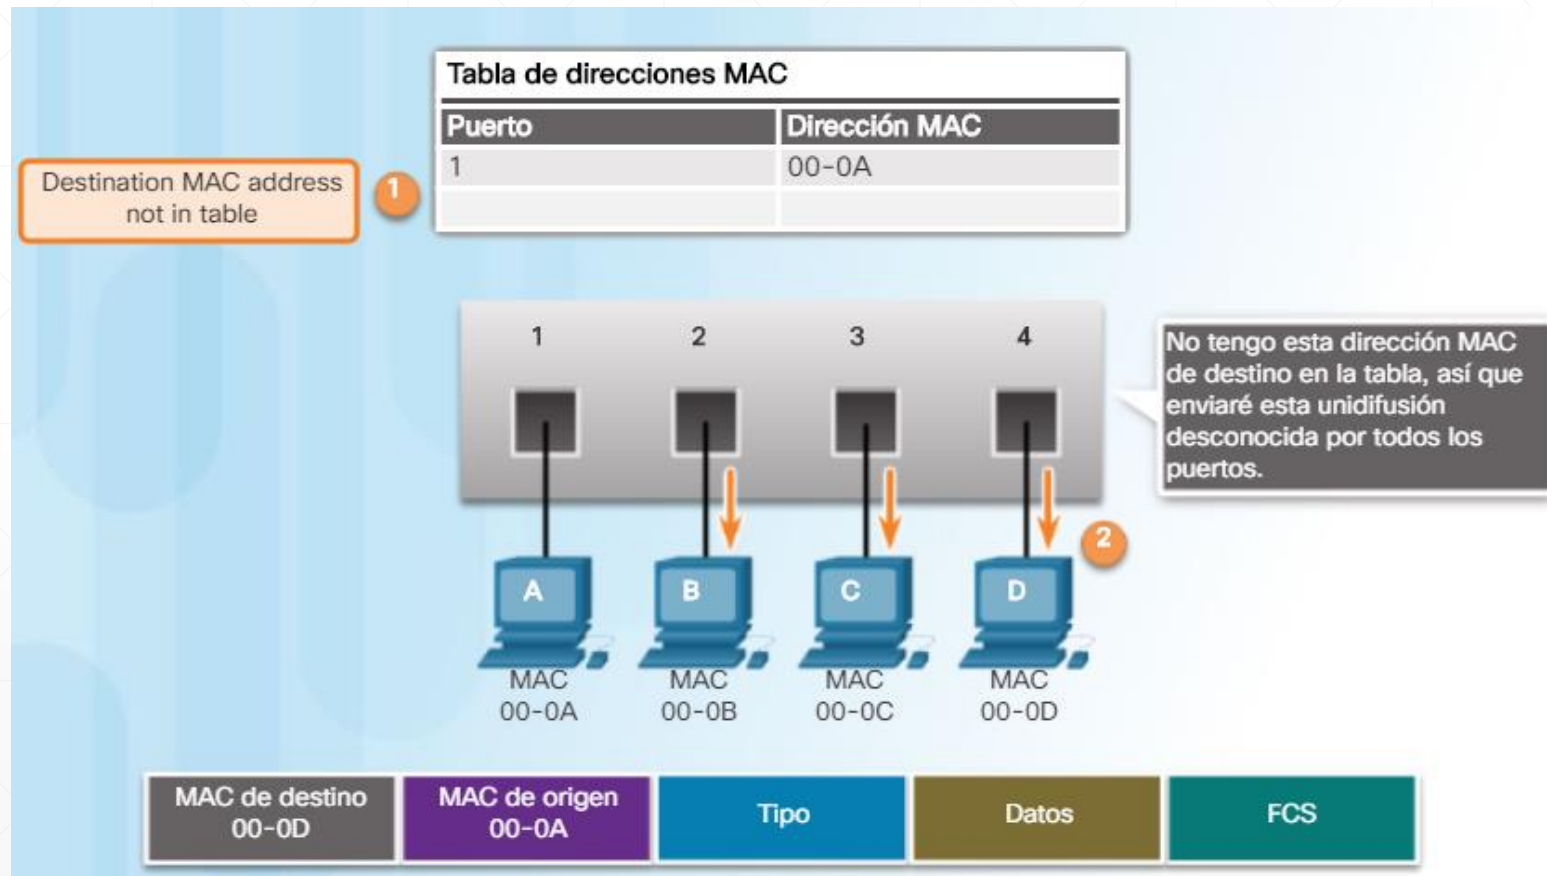 Tabla de direcciones MAC
Puerto
Dirección MAC
1
00-0A
Destination MAC address
not in table
1
1
2
3
4
No tengo esta dirección MAC
de destino en la tabla, así que
enviaré esta unidifusión
desconocida por todos los
puertos.
2
A
B
C
D
MAC
00-0A
MAC
00-0B
MAC
00-0C
MAC
00-0D
MAC de destino
00-0D
MAC de origen
00-0A
Tipo
Datos
FCS